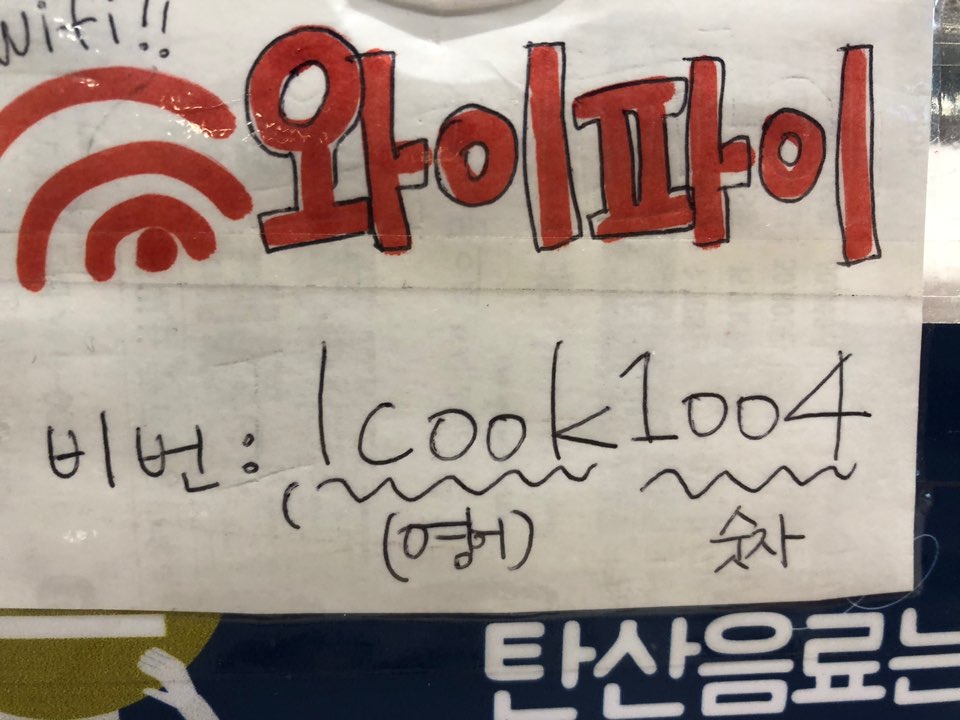 wifi!!
와이파이
비번: lcook1004
(영어) 숫자
탄산음료는